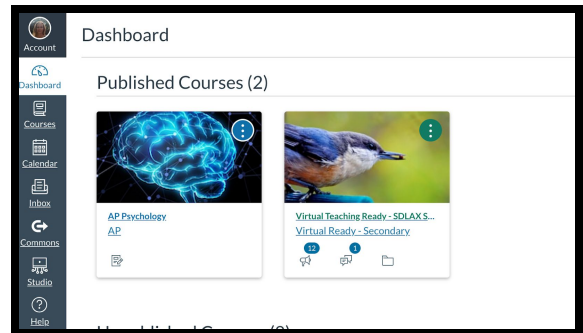 Account
Dashboard
Courses
Calendar
Inbox
Commons
Studio
Help
Dashboard
Published Courses (2)
AP Psychology
AP
Virtual Teaching Ready - SDLAX S...
Virtual Ready - Secondary
12
1